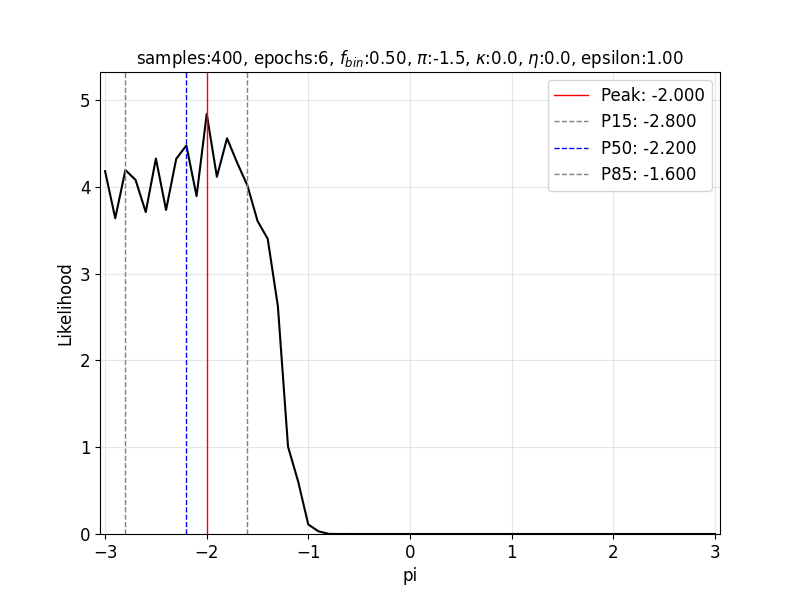 samples:400, epochs:6, f_bin:0.50, π:-1.5, κ:0.0, η:0.0, epsilon:1.00
Peak: -2.000
P15: -2.800
P50: -2.200
P85: -1.600
5
4
3
2
1
0
Likelihood
−3 −2 −1 0 1 2 3
pi